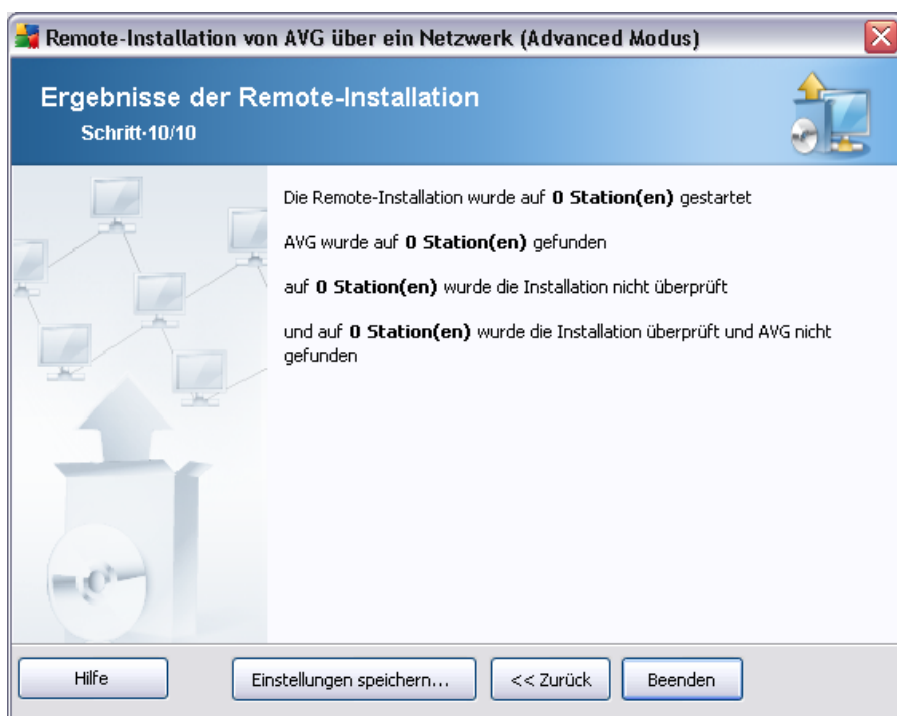 Remote-Installation von AVG über ein Netzwerk (Advanced Modus)
Ergebnisse der Remote-Installation
Schritt·10/10
Die Remote-Installation wurde auf 0 Station(en) gestartet
AVG wurde auf 0 Station(en) gefunden
auf 0 Station(en) wurde die Installation nicht überprüft
und auf 0 Station(en) wurde die Installation überprüft und AVG nicht
gefunden
Hilfe
Einstellungen speichern...
<< Zurück
Beenden